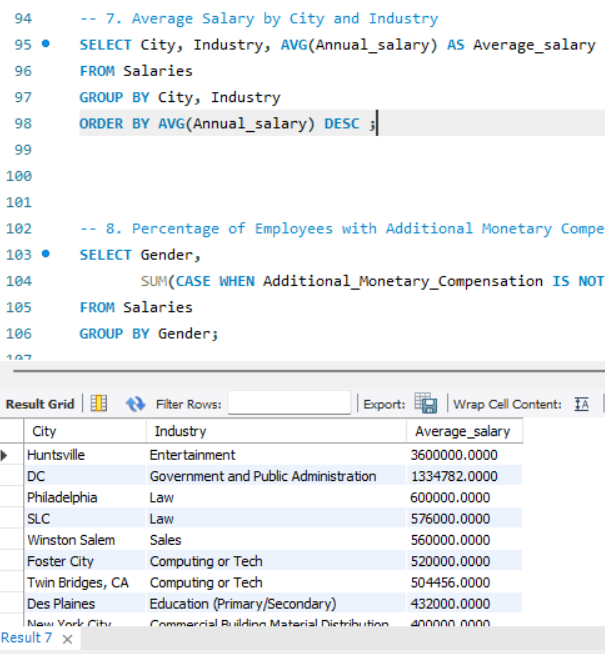 94 -- 7. Average Salary by City and Industry
95 SELECT City, Industry, AVG(Annual_salary) AS Average_salary
96 FROM Salaries
97 GROUP BY City, Industry
98 ORDER BY AVG(Annual_salary) DESC ;
99
100
101
102 -- 8. Percentage of Employees with Additional Monetary Compe
103 SELECT Gender,
104 SUM(CASE WHEN Additional_Monetary_Compensation IS NOT
105 FROM Salaries
106 GROUP BY Gender;
107
Result Grid Filter Rows: Export: Wrap Cell Content: IA
City Industry Average_salary
Huntsville Entertainment 3600000.0000
DC Government and Public Administration 1334782.0000
Philadelphia Law 600000.0000
SLC Law 576000.0000
Winston Salem Sales 560000.0000
Foster City Computing or Tech 520000.0000
Twin Bridges, CA Computing or Tech 504456.0000
Des Plaines Education (Primary/Secondary) 432000.0000
New York City Commercial Building Material Distribution 400000.0000
Result 7 ×